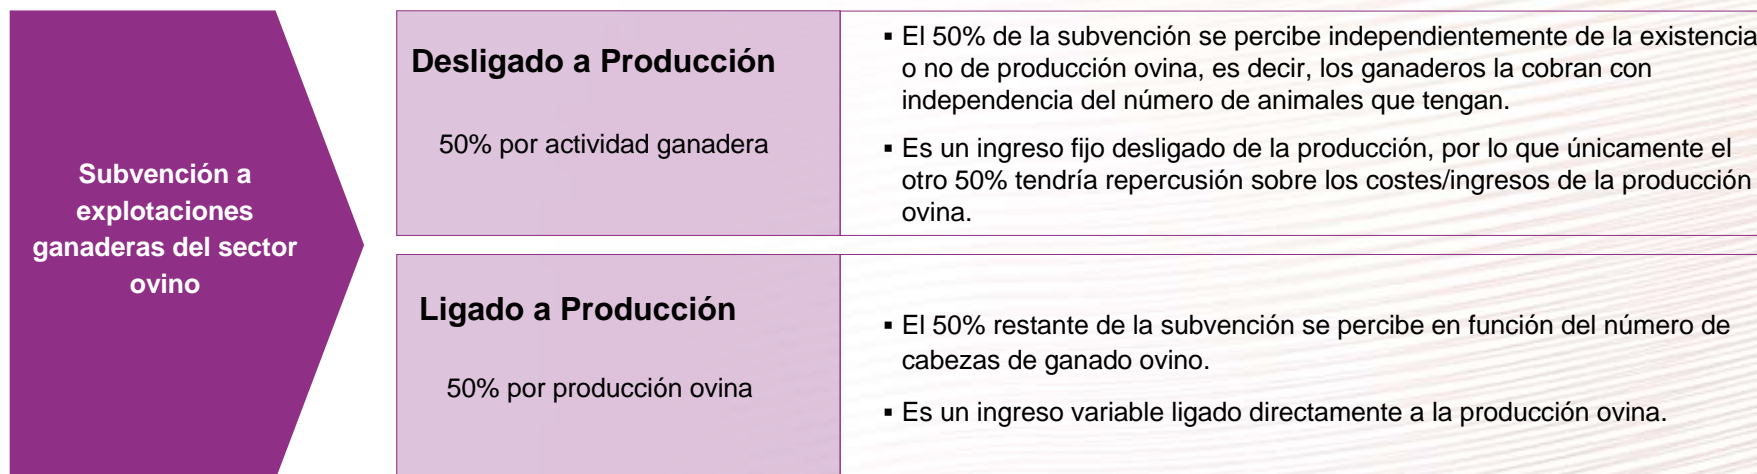 Subvención a
explotaciones
ganaderas del sector
ovino
Desligado a Producción
50% por actividad ganadera
▪ El 50% de la subvención se percibe independientemente de la existencia
o no de producción ovina, es decir, los ganaderos la cobran con
independencia del número de animales que tengan.
▪ Es un ingreso fijo desligado de la producción, por lo que únicamente el
otro 50% tendría repercusión sobre los costes/ingresos de la producción
ovina.
Ligado a Producción
50% por producción ovina
▪ El 50% restante de la subvención se percibe en función del número de
cabezas de ganado ovino.
▪ Es un ingreso variable ligado directamente a la producción ovina.